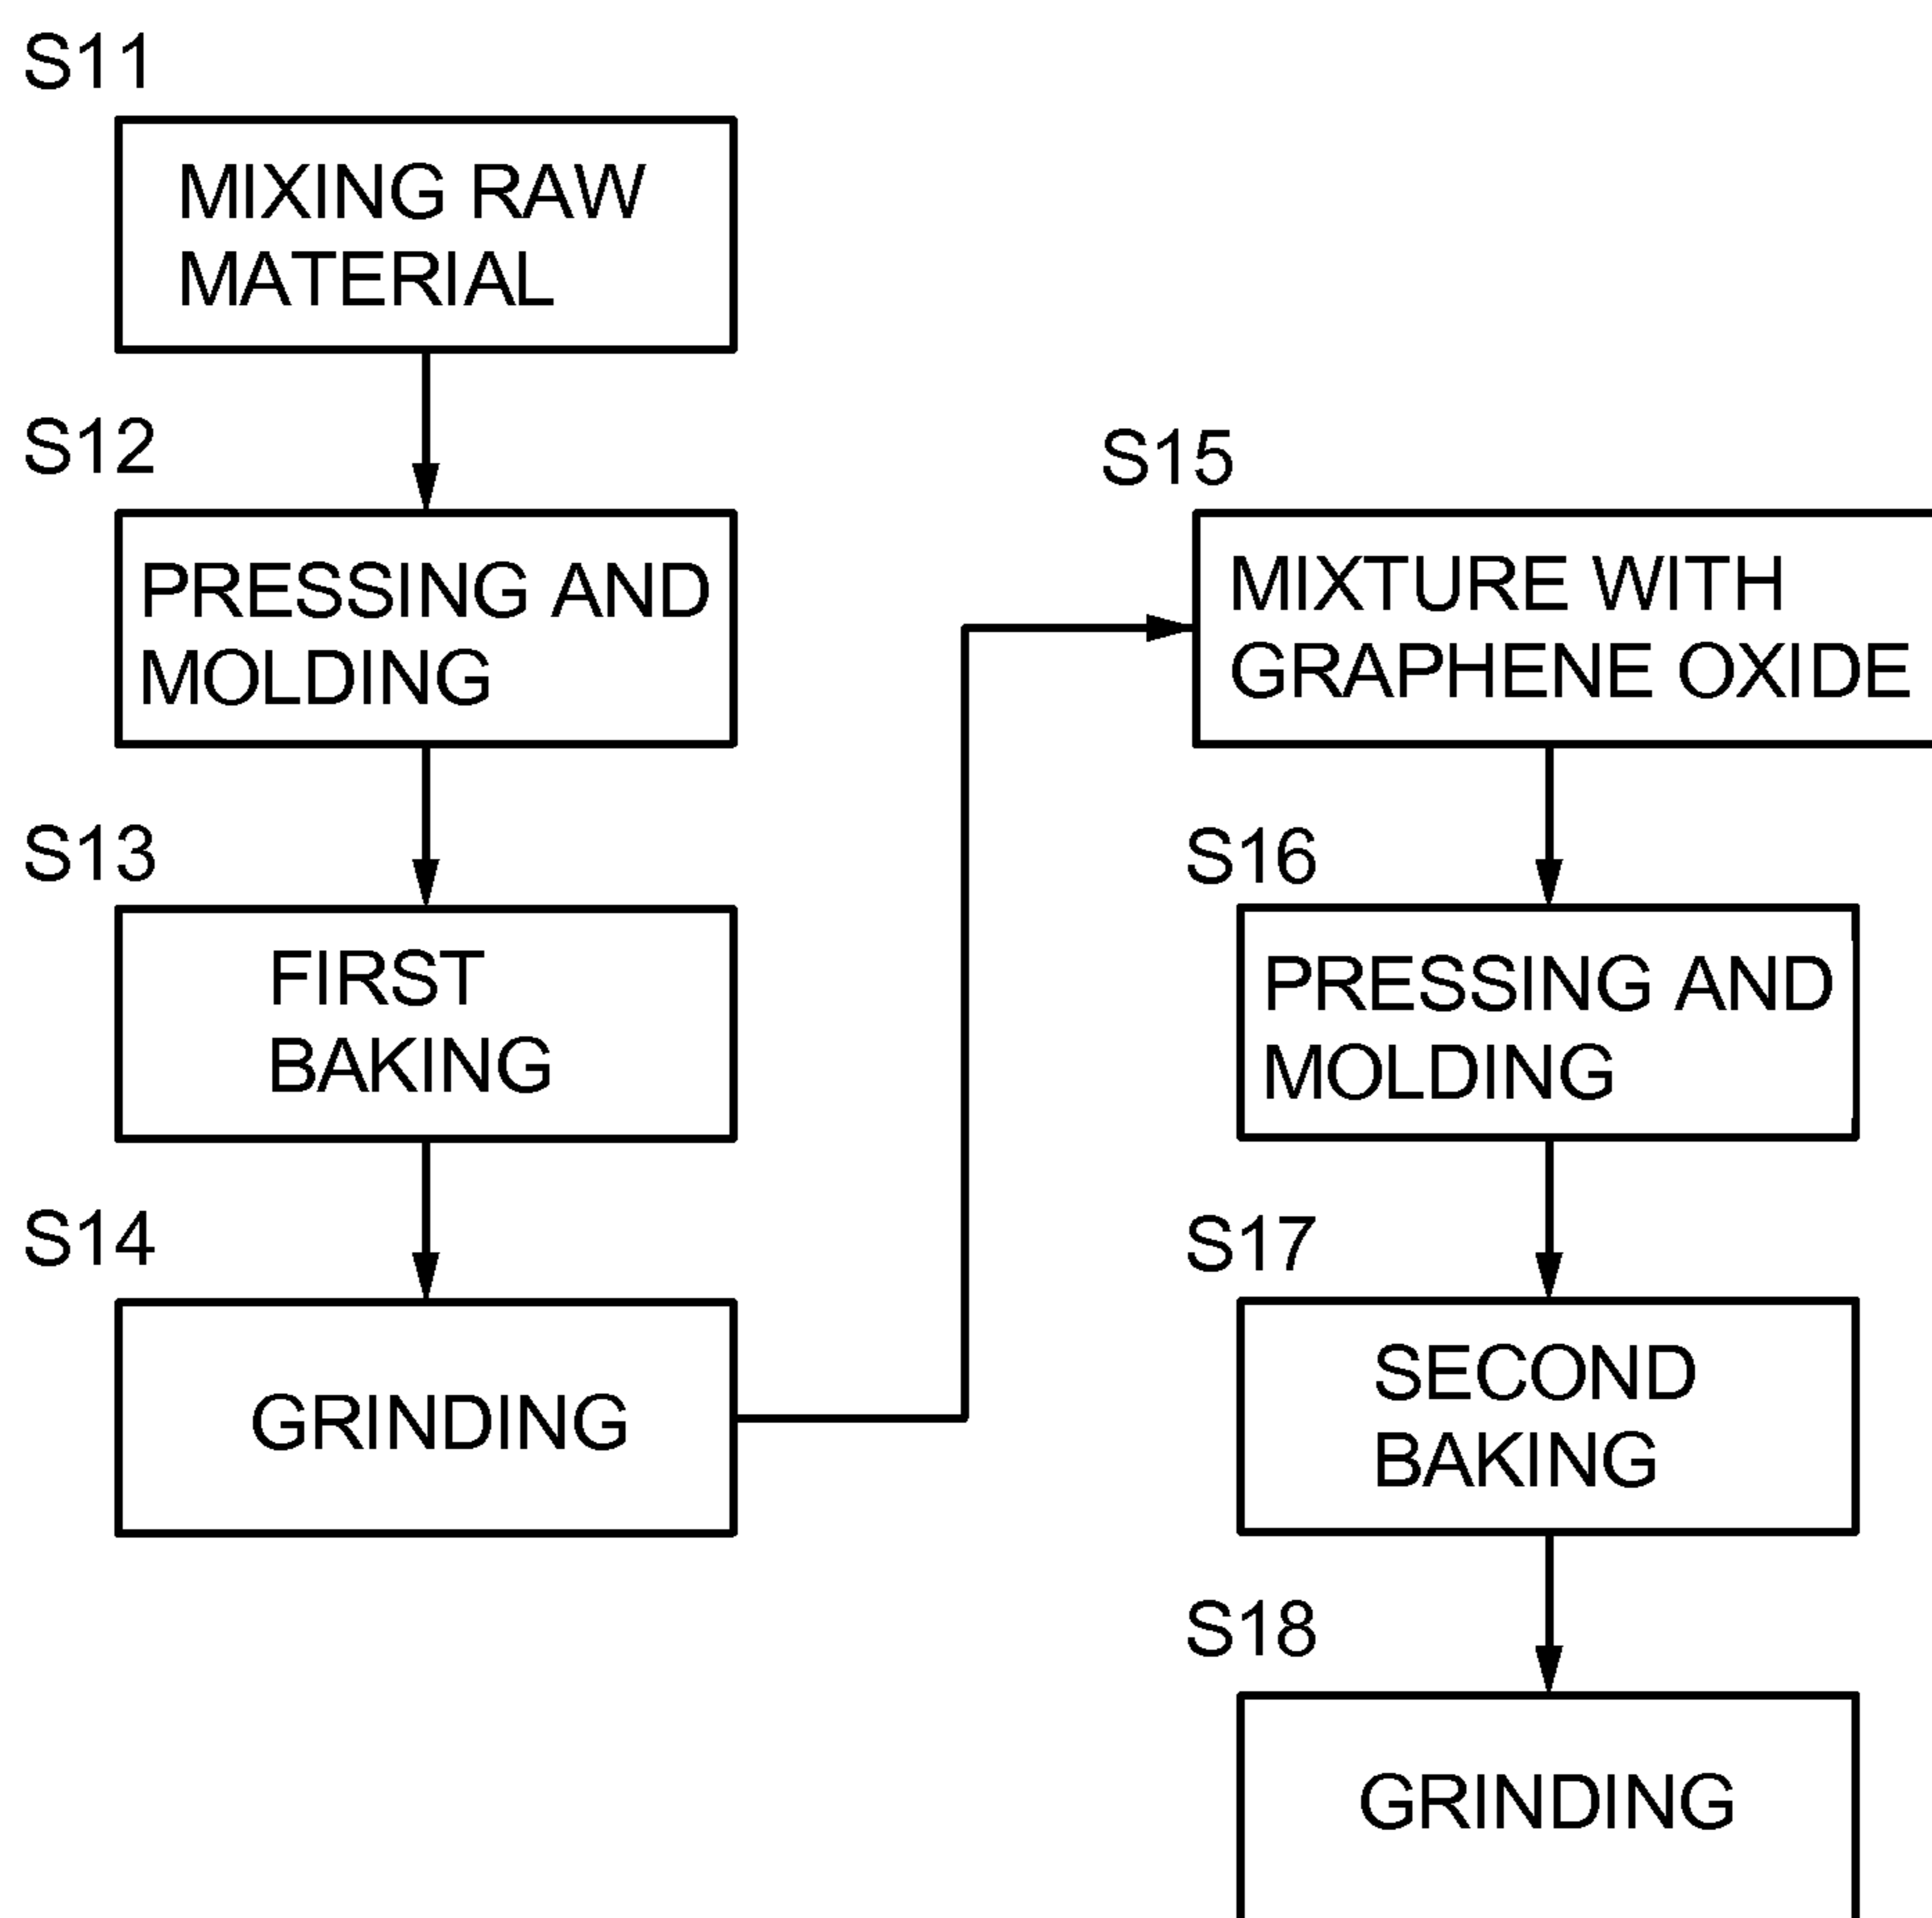 S11
MIXING RAW
MATERIAL
S12
PRESSING AND
MOLDING
S13
FIRST
BAKING
S14
GRINDING
S15
MIXTURE WITH
GRAPHENE OXIDE
S16
PRESSING AND
MOLDING
S17
SECOND
BAKING
S18
GRINDING